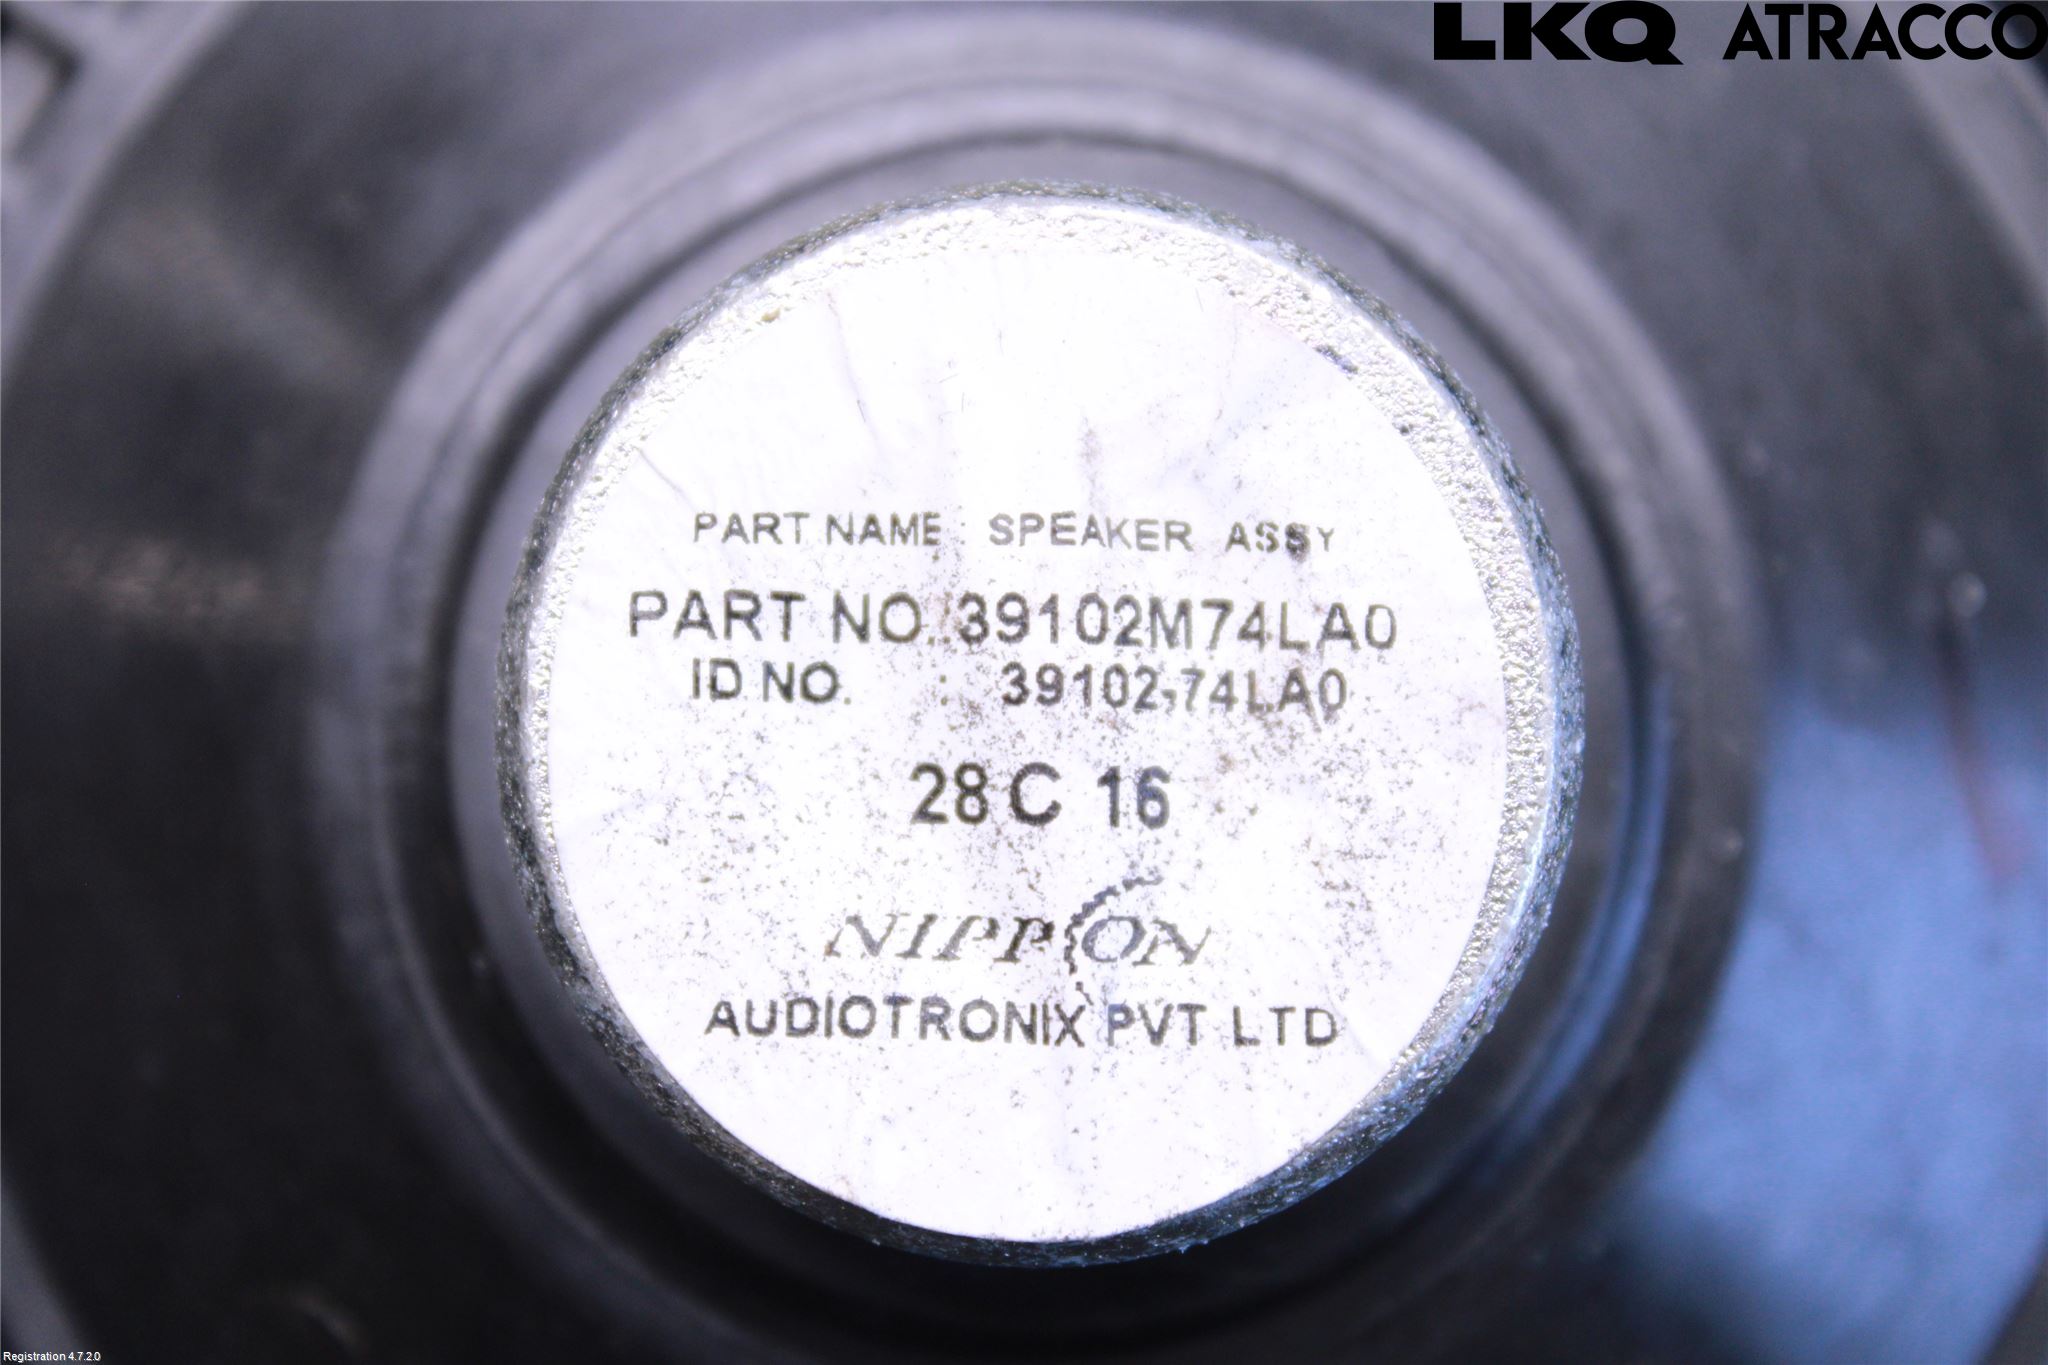 LKQ ATRACCO
PART NAME : SPEAKER ASSY
PART NO.:39102M74LA0
ID NO. : 39102-74LA0
28 C 16
NIPPON
AUDIOTRONIX PVT LTD
Registration 4.7.2.0